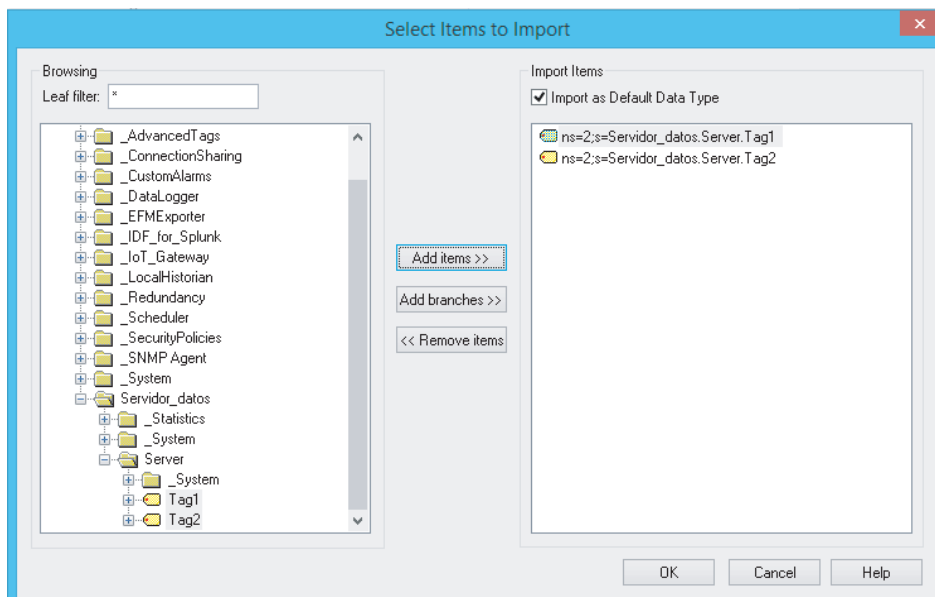 Select Items to Import
Browsing
Leaf filter: *
_AdvancedTags
_ConnectionSharing
_CustomAlarms
_DataLogger
_EFMExporter
_IDF_for_Splunk
_IoT_Gateway
_LocalHistorian
_Redundancy
_Scheduler
_SecurityPolicies
_SNMP Agent
_System
Servidor_datos
_Statistics
_System
Server
_System
Tag1
Tag2
Add items >>
Add branches >>
<< Remove items
Import Items
Import as Default Data Type
ns=2;s=Servidor_datos.Server.Tag1
ns=2;s=Servidor_datos.Server.Tag2
OK
Cancel
Help